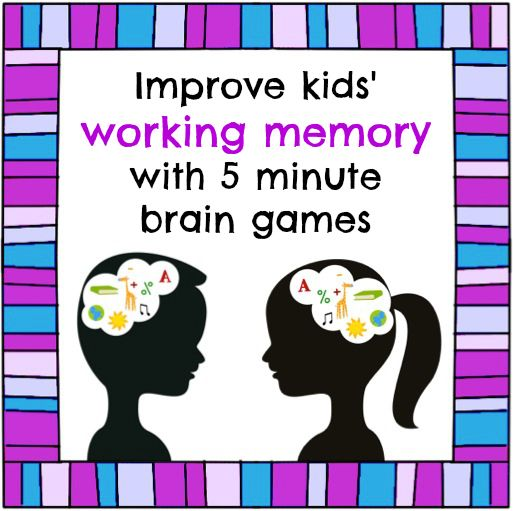 Improve kids'
working memory
with 5 minute
brain games
A
+
%
A
%
+